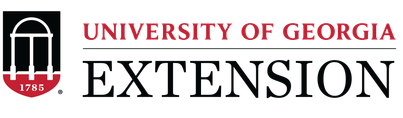 UNIVERSITY OF GEORGIA
EXTENSION
1785
®